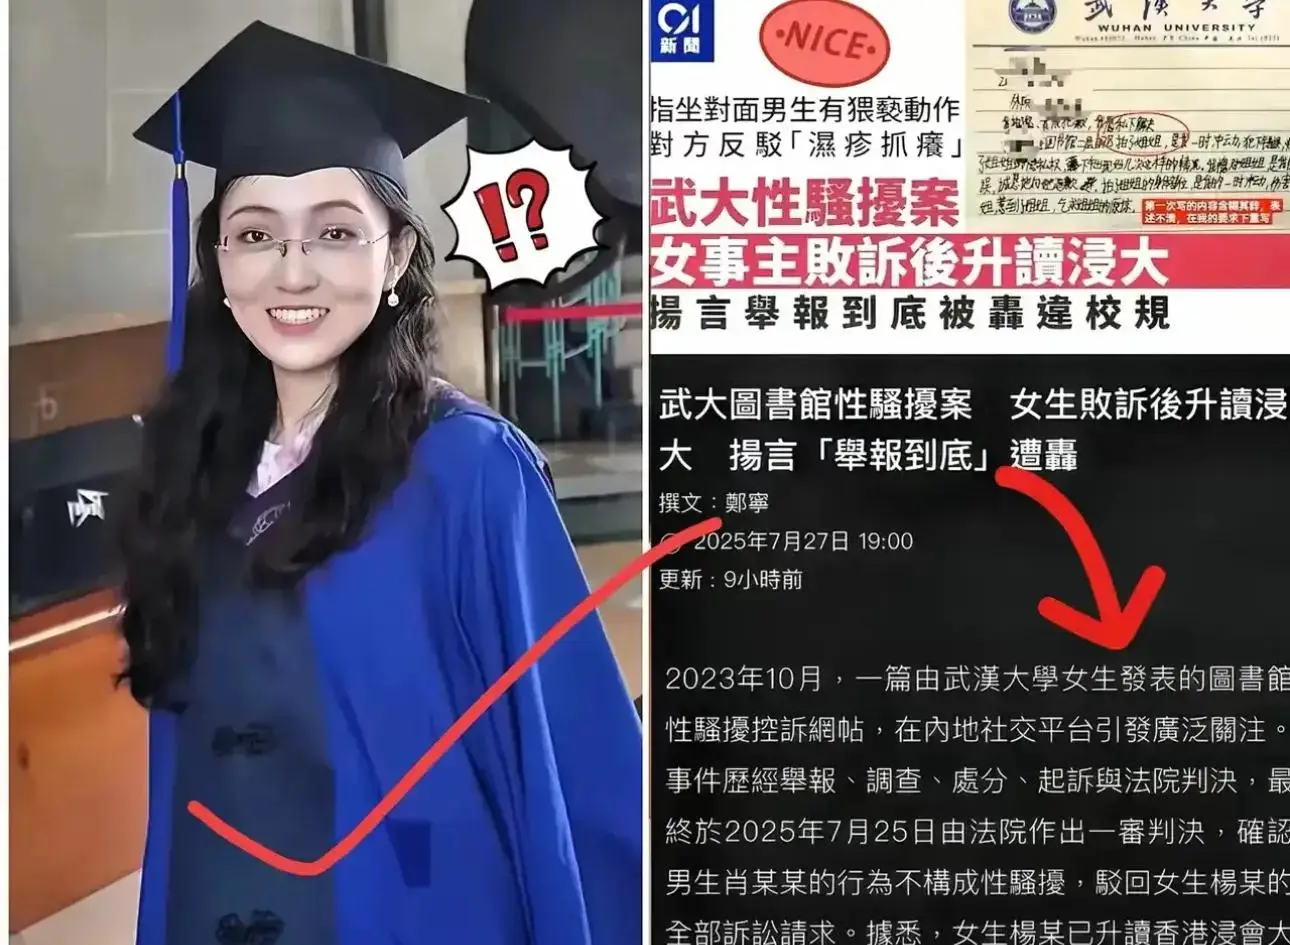 !?
01
新聞
·NICE·
武漢大學
WUHAN UNIVERSITY
指坐對面男生有猥褻動作
對方反駁「濕疹抓癢」
武大性騷擾案
女事主敗訴後升讀浸大
揚言舉報到底被轟違校規
第一次写的内容含糊其辞,表
述不清,在我的要求下重写
武大圖書館性騷擾案 女生敗訴後升讀浸
大 揚言「舉報到底」遭轟
撰文:鄭寧
2025年7月27日 19:00
更新:9小時前
2023年10月,一篇由武漢大學女生發表的圖書館
性騷擾控訴網帖,在內地社交平台引發廣泛關注。
事件歷經舉報、調查、處分、起訴與法院判決,最
終於2025年7月25日由法院作出一審判決,確認
男生肖某某的行為不構成性騷擾,駁回女生楊某的
全部訴訟請求。據悉,女生楊某已升讀香港浸會大